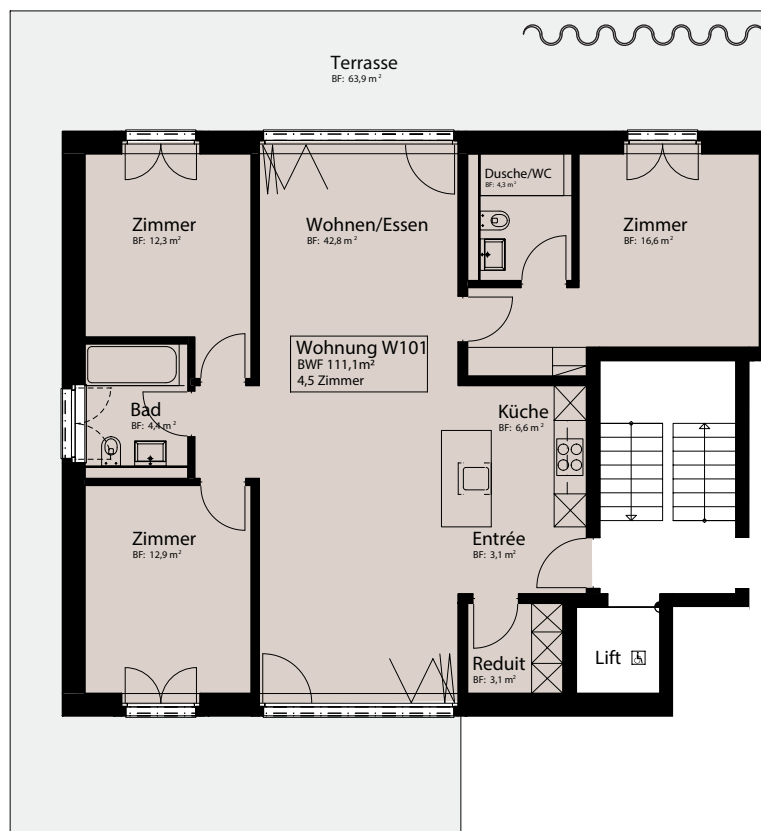 Terrasse
BF: 63,9 m²
Dusche/WC
BF: 4,3 m²
Zimmer
BF: 12,3 m²
Wohnen/Essen
BF: 42,8 m²
Zimmer
BF: 16,6 m²
Wohnung W101
BWF 111,1m²
4,5 Zimmer
Bad
BF: 4,4 m²
Küche
BF: 6,6 m²
Zimmer
BF: 12,9 m²
Entrée
BF: 3,1 m²
Reduit
BF: 3,1 m²
Lift